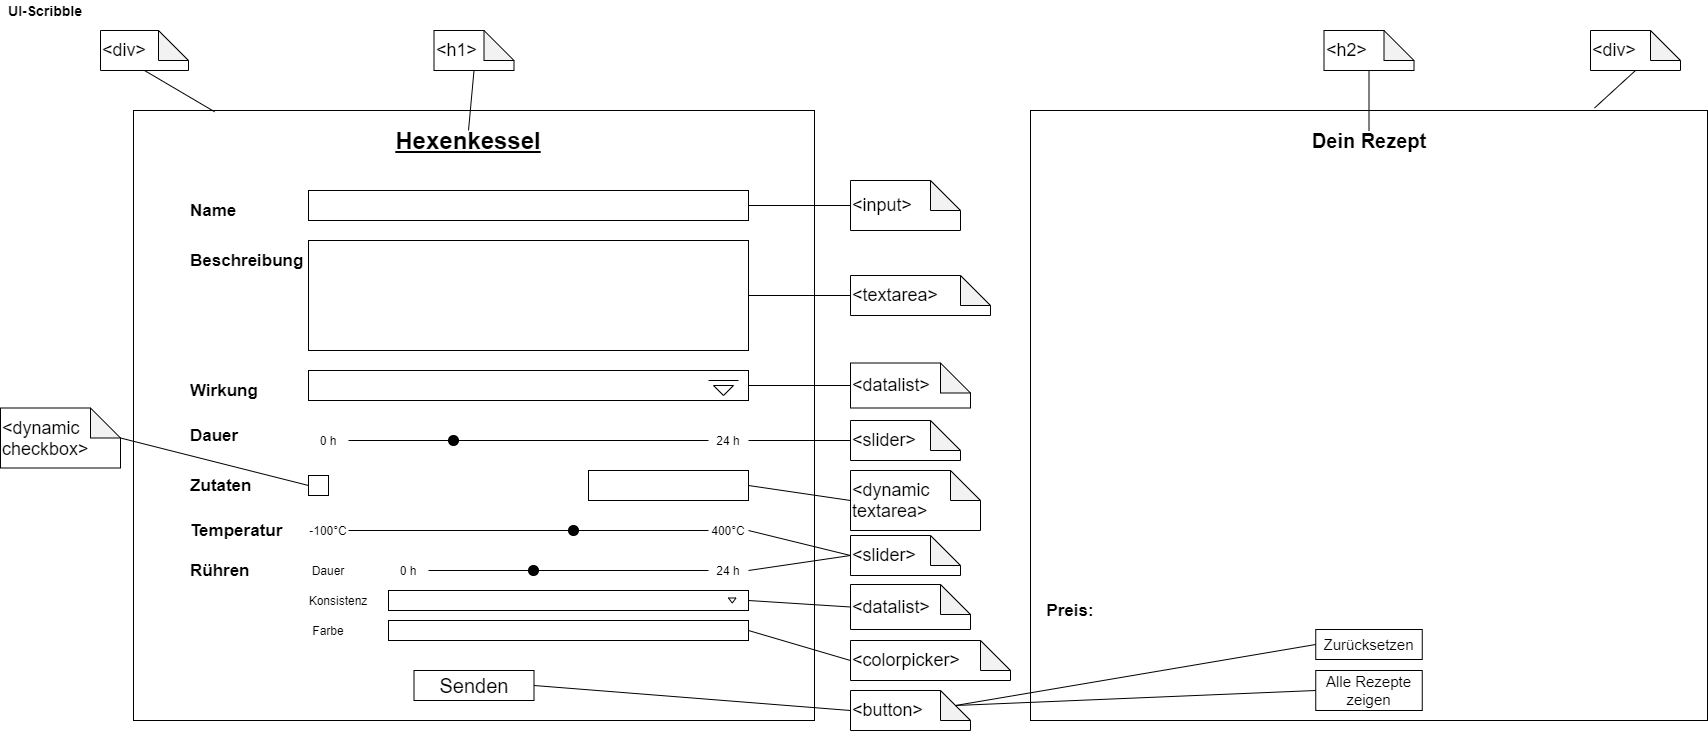 UI-Scribble
<div>
<h1>
<h2>
<div>
Hexenkessel
Dein Rezept
Name
<input>
Beschreibung
<textarea>
Wirkung
<datalist>
<dynamic
checkbox>
Dauer
0 h
24 h
<slider>
Zutaten
<dynamic
textarea>
Temperatur
-100°C
400°C
<slider>
Rühren
Dauer
0 h
24 h
Konsistenz
<datalist>
Farbe
<colorpicker>
Senden
<button>
Preis:
Zurücksetzen
Alle Rezepte
zeigen